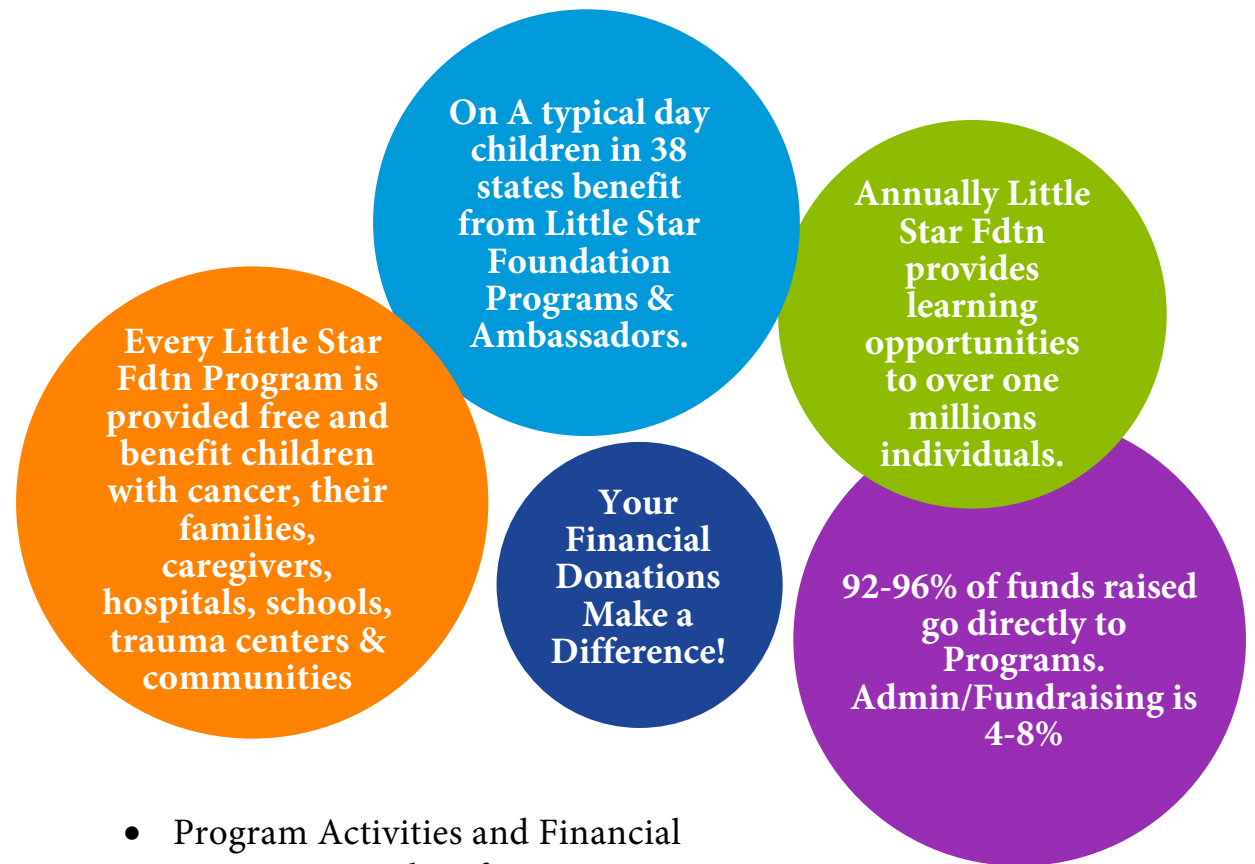 On A typical day
children in 38
states benefit
from Little Star
Foundation
Programs &
Ambassadors.
Annually Little
Star Fdtn
provides
learning
opportunities
to over one
millions
individuals.
Every Little Star
Fdtn Program is
provided free and
benefit children
with cancer, their
families,
caregivers,
hospitals, schools,
trauma centers &
communities
Your
Financial
Donations
Make a
Difference!
92-96% of funds raised
go directly to
Programs.
Admin/Fundraising is
4-8%
• Program Activities and Financial